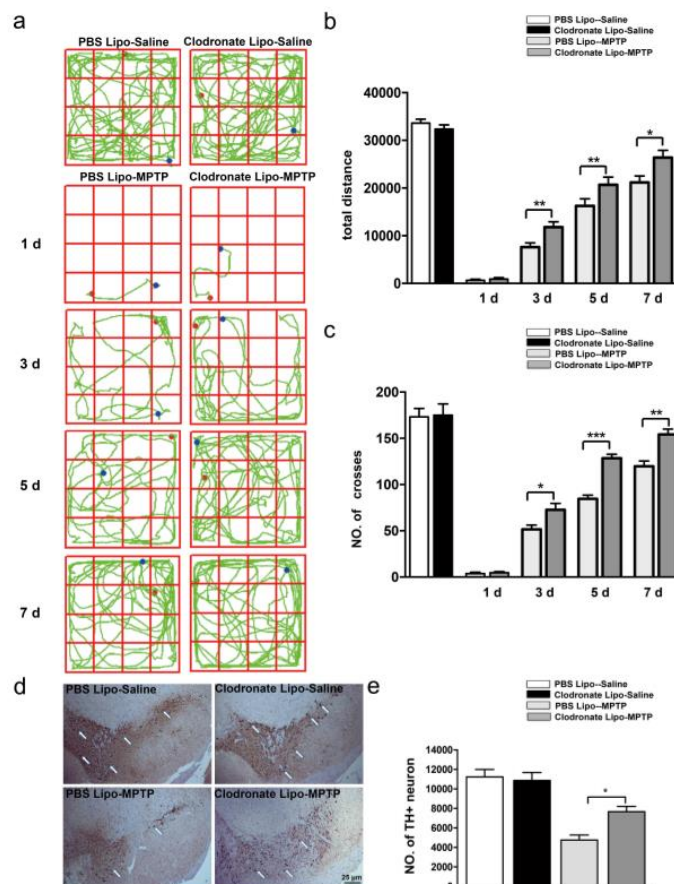 a
PBS Lipo-Saline Clodronate Lipo-Saline
PBS Lipo-MPTP Clodronate Lipo-MPTP
1 d
3 d
5 d
7 d
b
PBS Lipo--Saline
Clodronate Lipo-Saline
PBS Lipo--MPTP
Clodronate Lipo-MPTP
total distance
40000
30000
20000
10000
0
** ** *
1 d 3 d 5 d 7 d
c
PBS Lipo--Saline
Clodronate Lipo-Saline
PBS Lipo--MPTP
Clodronate Lipo-MPTP
NO. of crosses
200
150
100
50
0
* *** **
1 d 3 d 5 d 7 d
d
PBS Lipo-Saline Clodronate Lipo-Saline
PBS Lipo-MPTP Clodronate Lipo-MPTP
25 µm
e
PBS Lipo--Saline
Clodronate Lipo-Saline
PBS Lipo--MPTP
Clodronate Lipo-MPTP
NO. of TH+ neuron
14000
12000
10000
8000
6000
4000
2000
*